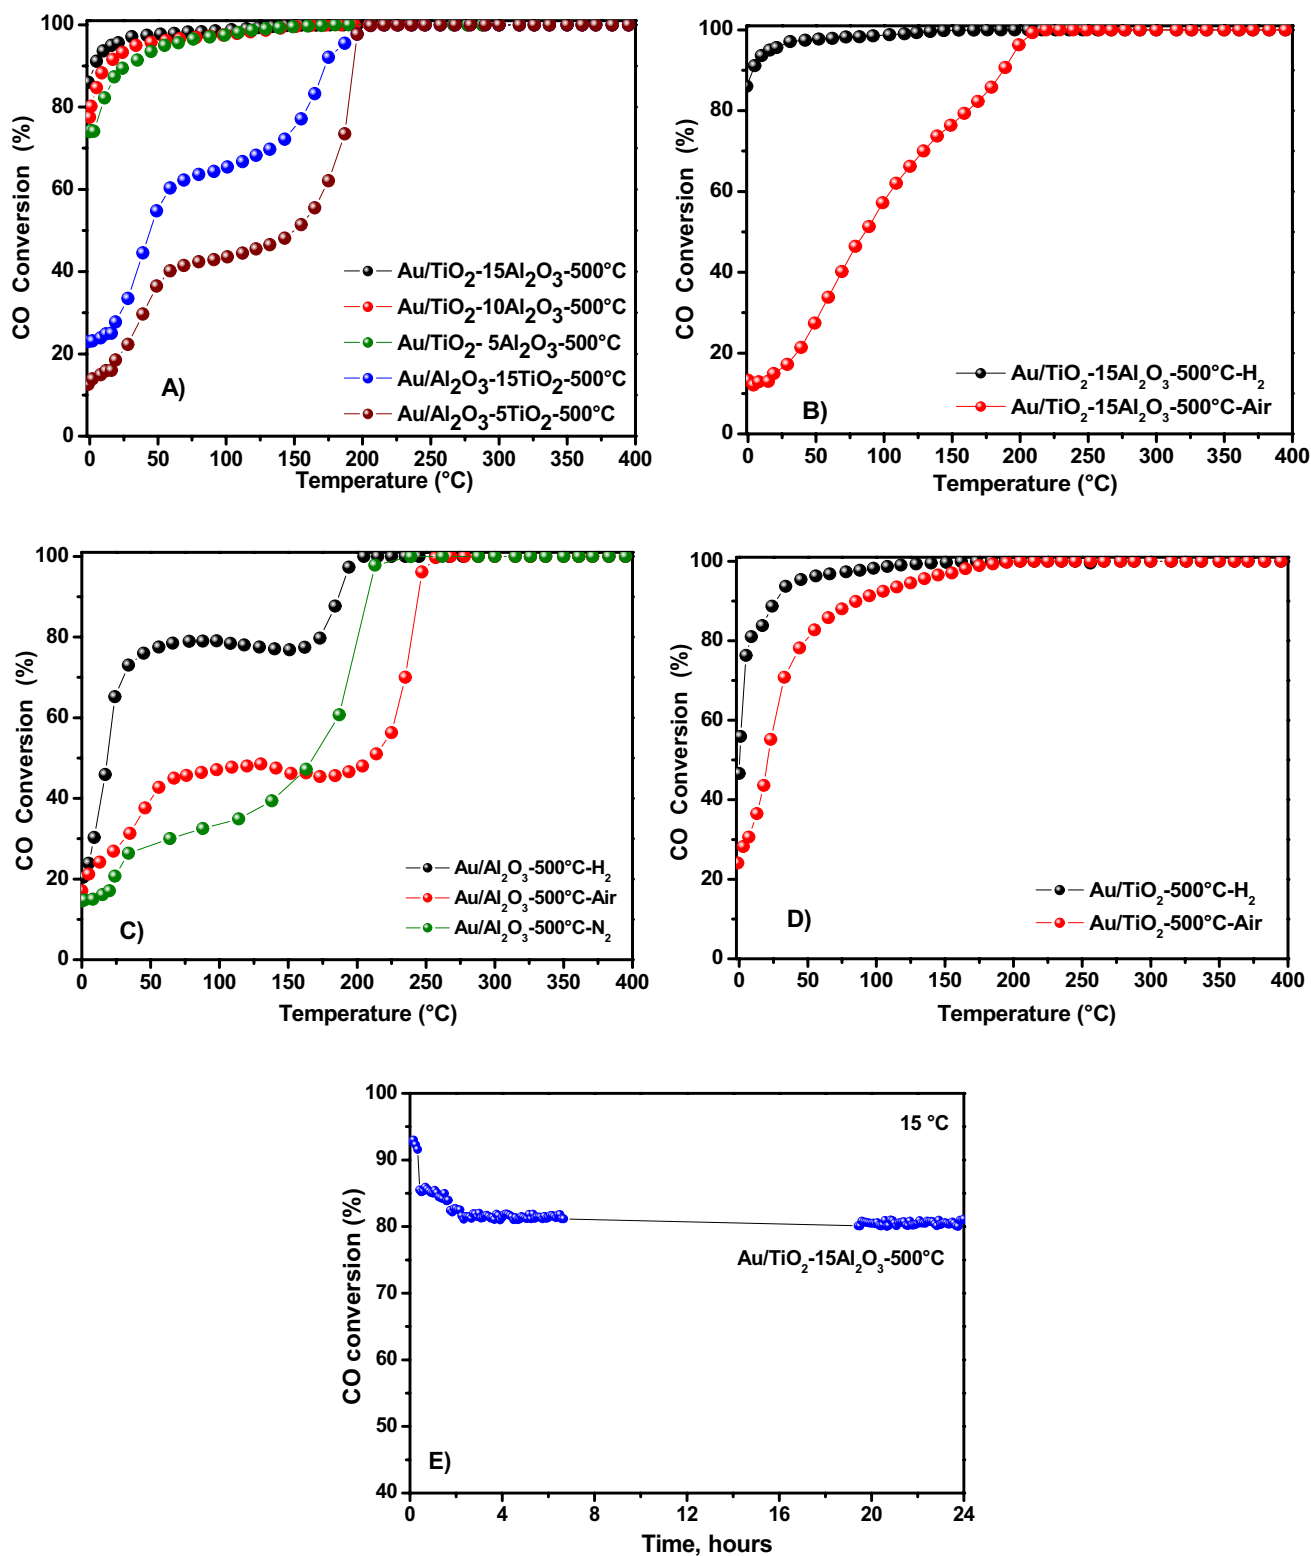 100
80
60
40
20
0
CO Conversion (%)
Au/TiO₂-15Al₂O₃-500°C
Au/TiO₂-10Al₂O₃-500°C
Au/TiO₂- 5Al₂O₃-500°C
Au/Al₂O₃-15TiO₂-500°C
Au/Al₂O₃-5TiO₂-500°C
A)
0 50 100 150 200 250 300 350 400
Temperature (°C)
100
80
60
40
20
0
CO Conversion (%)
Au/TiO₂-15Al₂O₃-500°C-H₂
Au/TiO₂-15Al₂O₃-500°C-Air
B)
0 50 100 150 200 250 300 350 400
Temperature (°C)
100
80
60
40
20
0
CO Conversion (%)
Au/Al₂O₃-500°C-H₂
Au/Al₂O₃-500°C-Air
Au/Al₂O₃-500°C-N₂
C)
0 50 100 150 200 250 300 350 400
Temperature (°C)
100
80
60
40
20
0
CO Conversion (%)
Au/TiO₂-500°C-H₂
Au/TiO₂-500°C-Air
D)
0 50 100 150 200 250 300 350 400
Temperature (°C)
100
90
80
70
60
50
40
CO conversion (%)
15 °C
Au/TiO₂-15Al₂O₃-500°C
E)
0 4 8 12 16 20 24
Time, hours